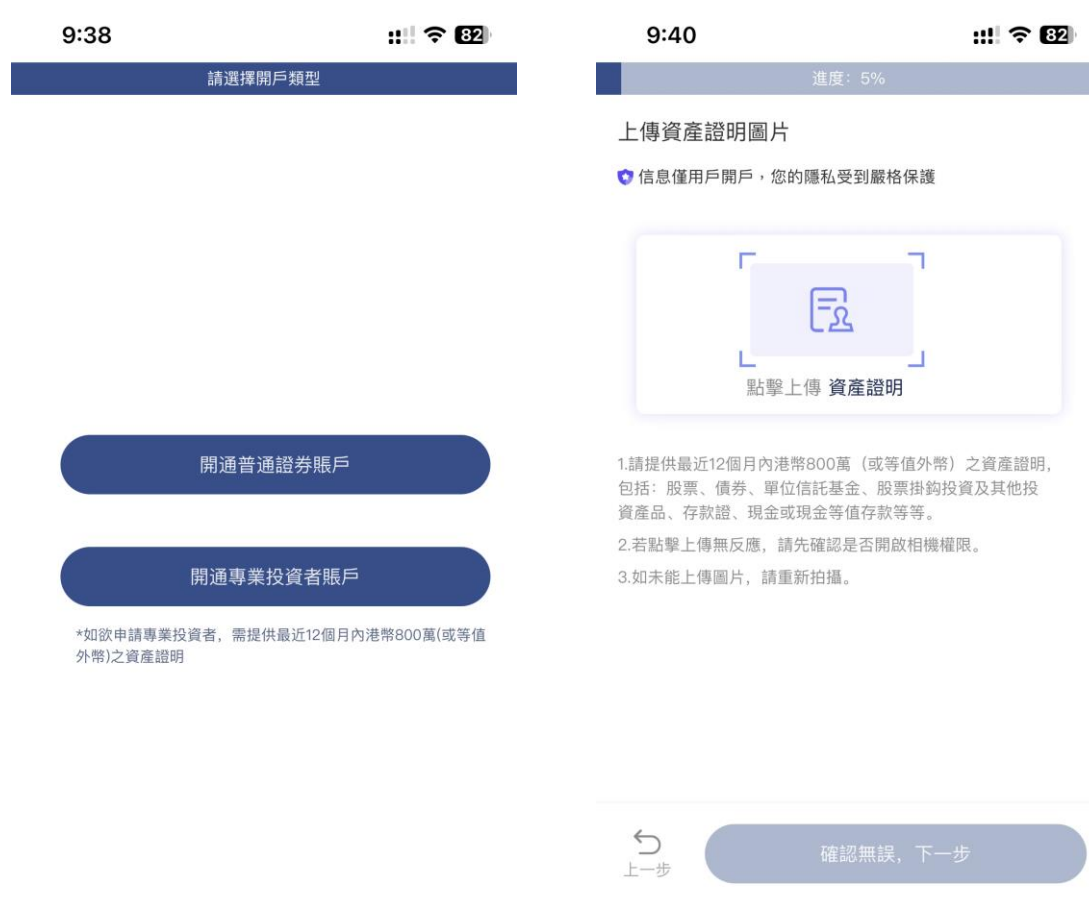 9:38
82
請選擇開戶類型
開通普通證券賬戶
開通專業投資者賬戶
*如欲申請專業投資者，需提供最近12個月內港幣800萬(或等值
外幣)之資產證明
9:40
82
進度：5%
上傳資產證明圖片
信息僅用戶開戶，您的隱私受到嚴格保護
點擊上傳 資產證明
1.請提供最近12個月內港幣800萬（或等值外幣）之資產證明，
包括：股票、債券、單位信託基金、股票掛鈎投資及其他投
資產品、存款證、現金或現金等值存款等等。
2.若點擊上傳無反應，請先確認是否開啟相機權限。
3.如未能上傳圖片，請重新拍攝。
上一步
確認無誤，下一步